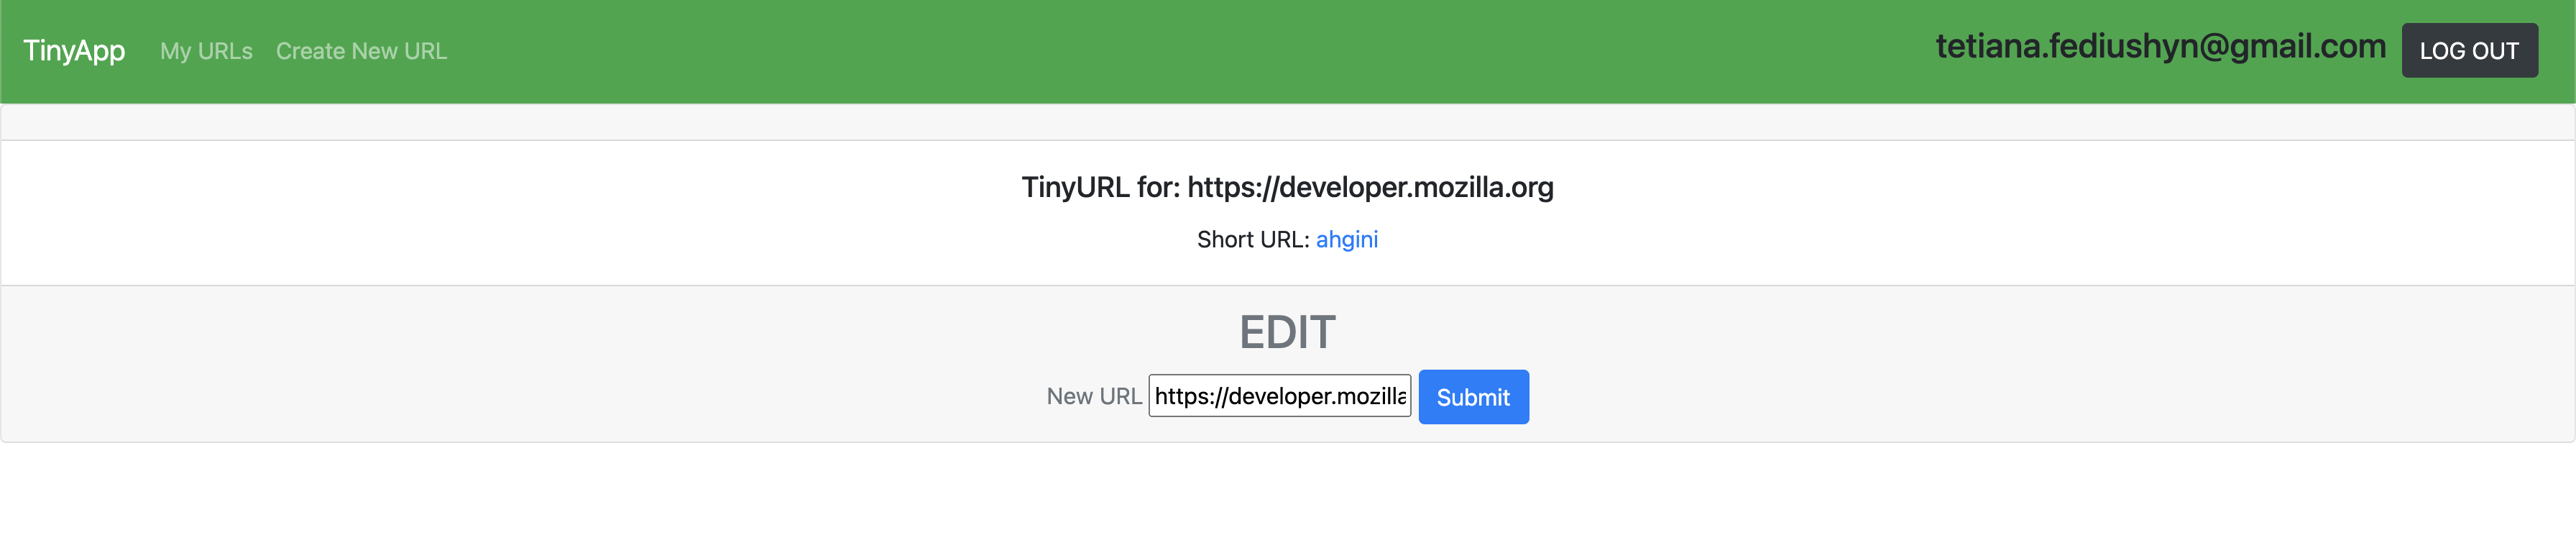 TinyApp My URLs Create New URL tetiana.fediushyn@gmail.com LOG OUT
TinyURL for: https://developer.mozilla.org
Short URL: ahgini
EDIT
New URL https://developer.mozilla Submit